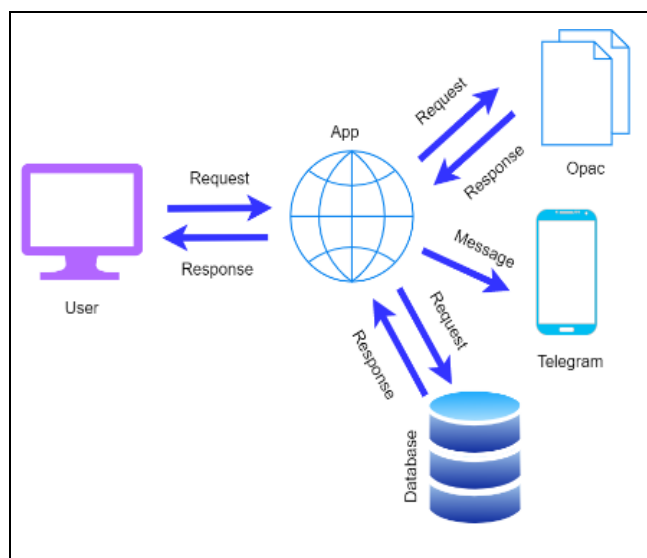 App
Request
Response
User
Request
Response
Opac
Message
Telegram
Request
Response
Database